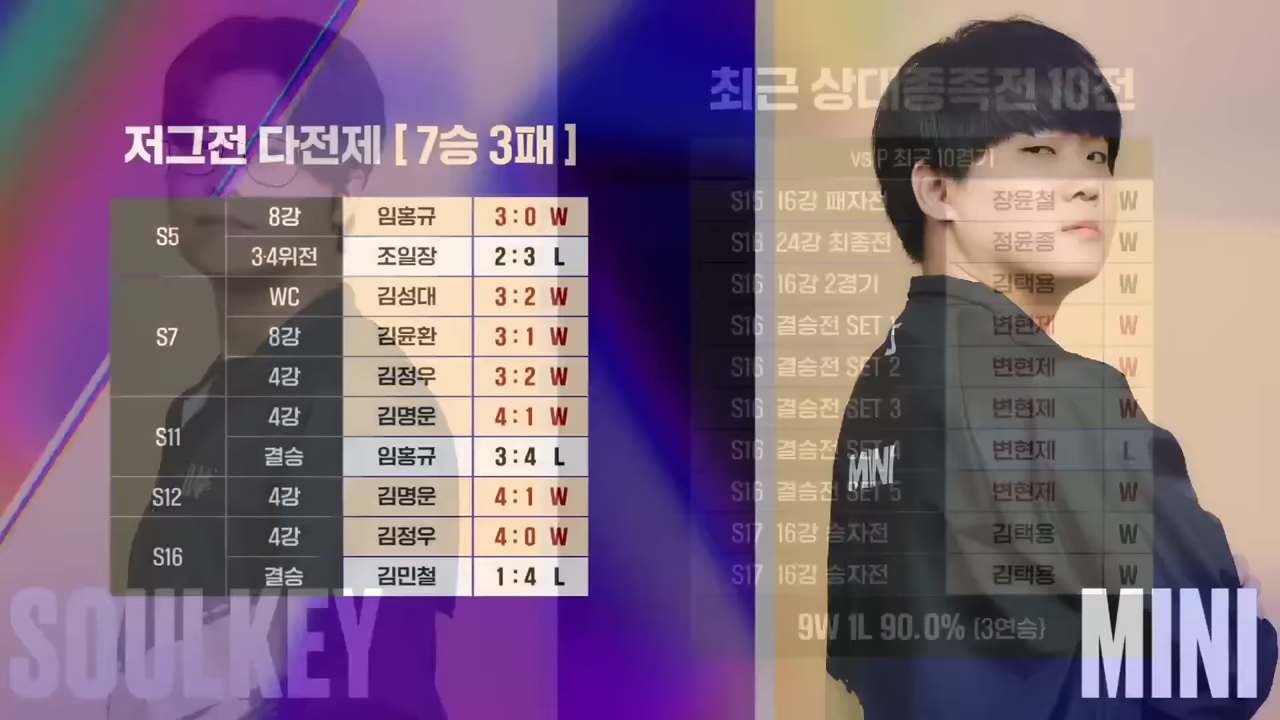 저그전 다전제 [ 7승 3패 ]
S5 8강 임홍규 3:0 W
3·4위전 조일장 2:3 L
S7 WC 김성대 3:2 W
8강 김윤환 3:1 W
4강 김정우 3:2 W
S11 4강 김명운 4:1 W
결승 임홍규 3:4 L
S12 4강 김명운 4:1 W
S16 4강 김정우 4:0 W
결승 김민철 1:4 L
SOULKEY
최근 상대종족전 10전
vs P 최근 10경기
S15 16강 패자전 장윤철 W
S16 24강 최종전 정윤종 W
S16 16강 2경기 김택용 W
S16 결승전 SET 1 변현제 W
S16 결승전 SET 2 변현제 W
S16 결승전 SET 3 변현제 W
S16 결승전 SET 4 변현제 L
S16 결승전 SET 5 변현제 W
S17 16강 승자전 김택용 W
S17 16강 승자전 김택용 W
9W 1L 90.0% (3연승)
MINI
MINI